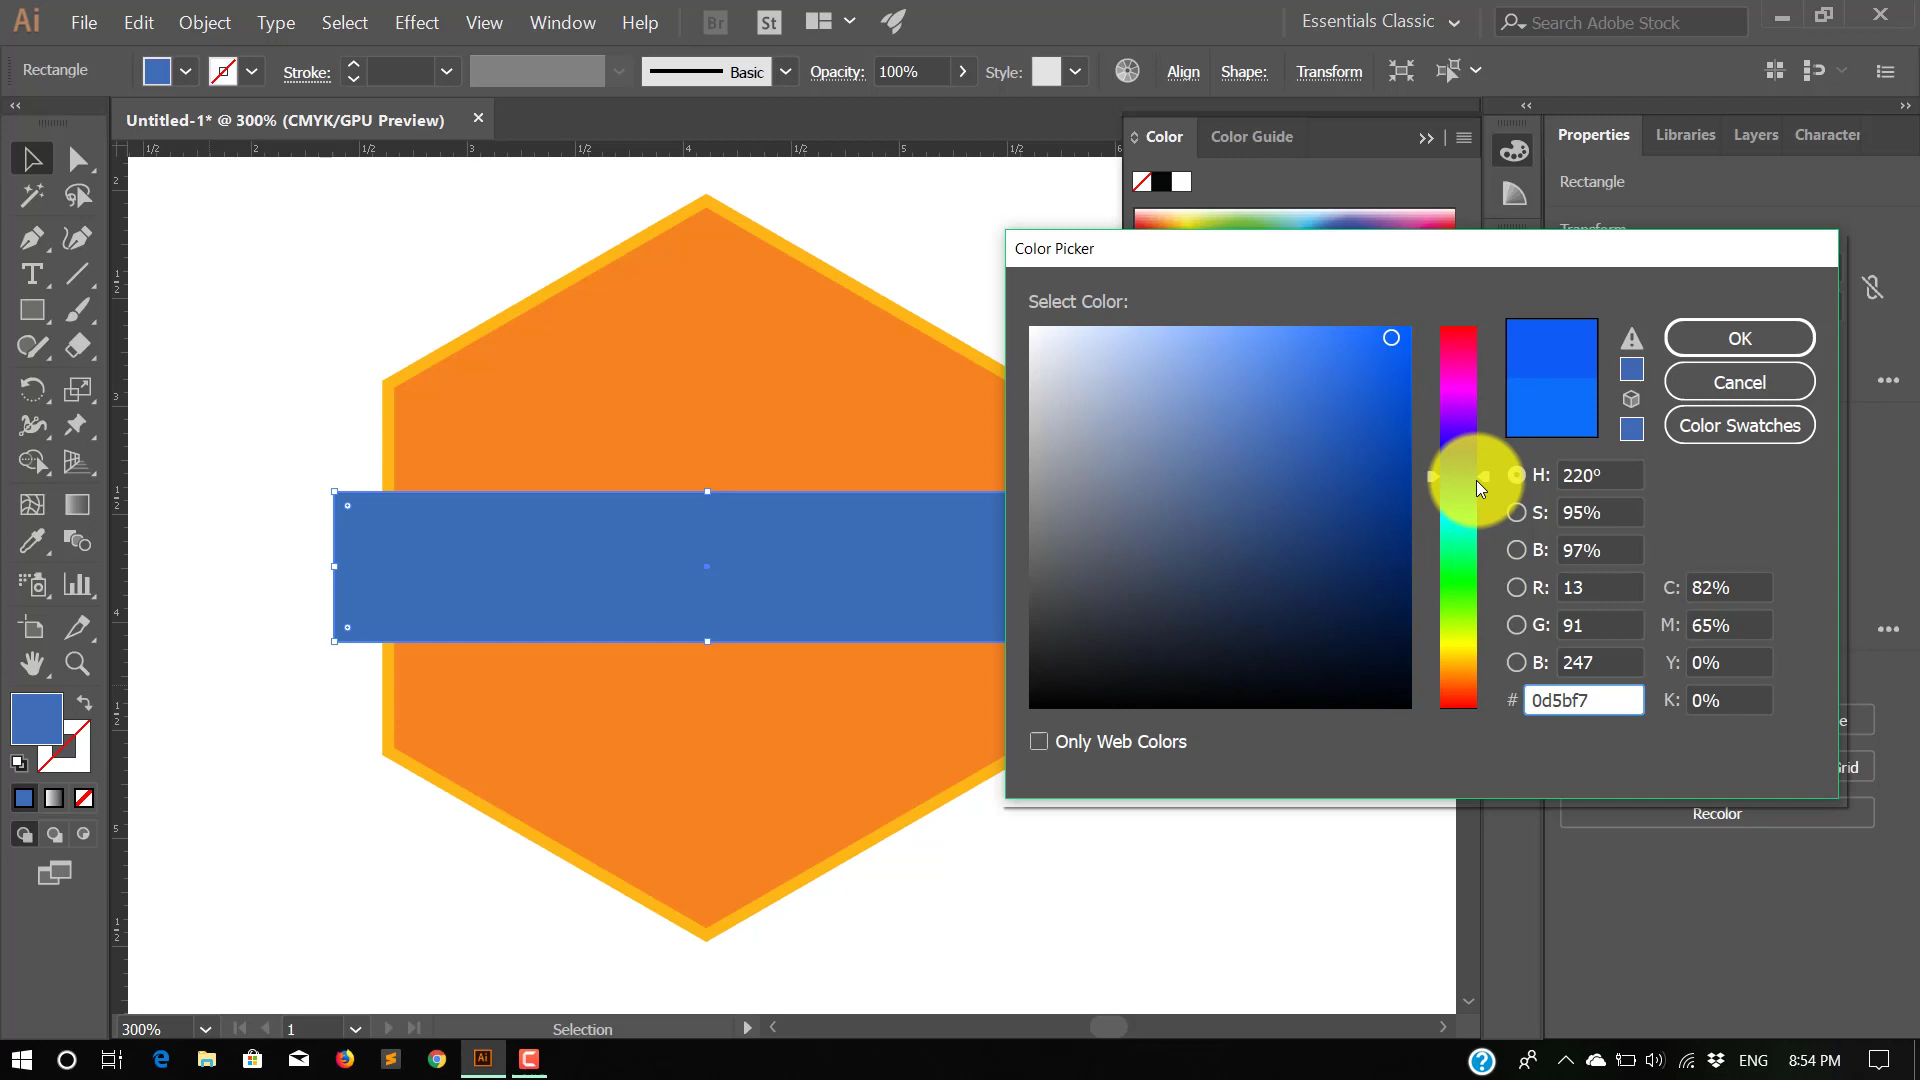 Ai File Edit Object Type Select Effect View Window Help Br St Essentials Classic Search Adobe Stock
Rectangle Stroke: Basic Opacity: 100% Style: Align Shape: Transform
Untitled-1* @ 300% (CMYK/GPU Preview)
Color Color Guide
Properties Libraries Layers Character
Rectangle
Color Picker
Select Color:
OK
Cancel
Color Swatches
H: 220°
S: 95%
B: 97%
R: 13 C: 82%
G: 91 M: 65%
B: 247 Y: 0%
# 0d5bf7 K: 0%
Only Web Colors
Recolor
300% 1 Selection
ENG 8:54 PM